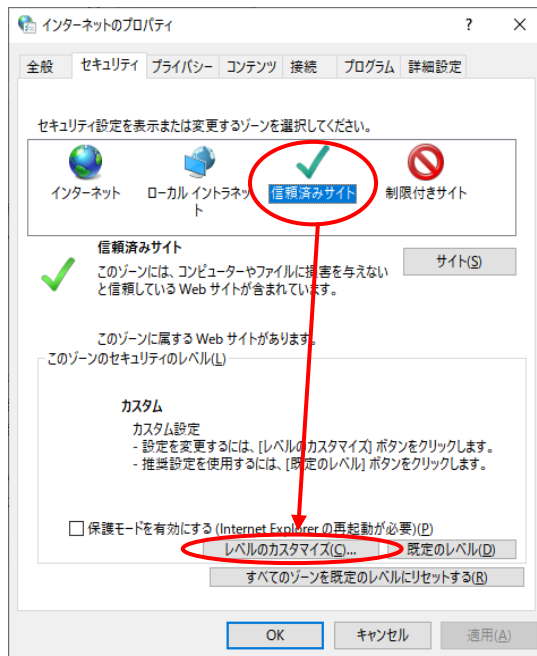 インターネットのプロパティ ? ×
全般 セキュリティ プライバシー コンテンツ 接続 プログラム 詳細設定
セキュリティ設定を表示または変更するゾーンを選択してください。
インターネット ローカル イントラネット 信頼済みサイト 制限付きサイト
信頼済みサイト
サイト(S)
このゾーンには、コンピューターやファイルに損害を与えない
と信頼している Web サイトが含まれています。
このゾーンに属する Web サイトがあります。
このゾーンのセキュリティのレベル(L)
カスタム
カスタム設定
- 設定を変更するには、[レベルのカスタマイズ] ボタンをクリックします。
- 推奨設定を使用するには、[既定のレベル] ボタンをクリックします。
保護モードを有効にする (Internet Explorer の再起動が必要)(P)
レベルのカスタマイズ(C)... 既定のレベル(D)
すべてのゾーンを既定のレベルにリセットする(R)
OK キャンセル 適用(A)